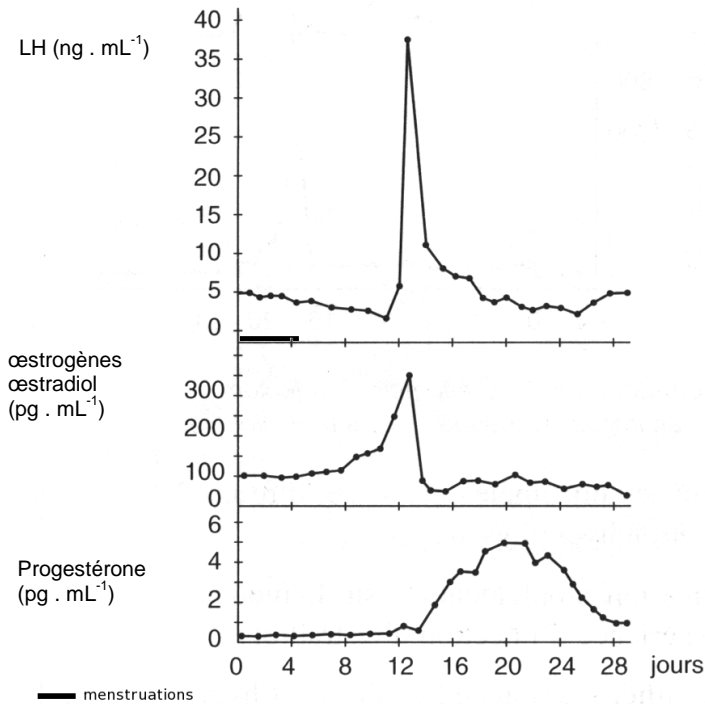 LH (ng . mL-1)
40
35
30
25
20
15
10
5
0
œstrogènes
œstradiol
(pg . mL-1)
300
200
100
0
Progestérone
(pg . mL-1)
6
4
2
0
0 4 8 12 16 20 24 28 jours
menstruations